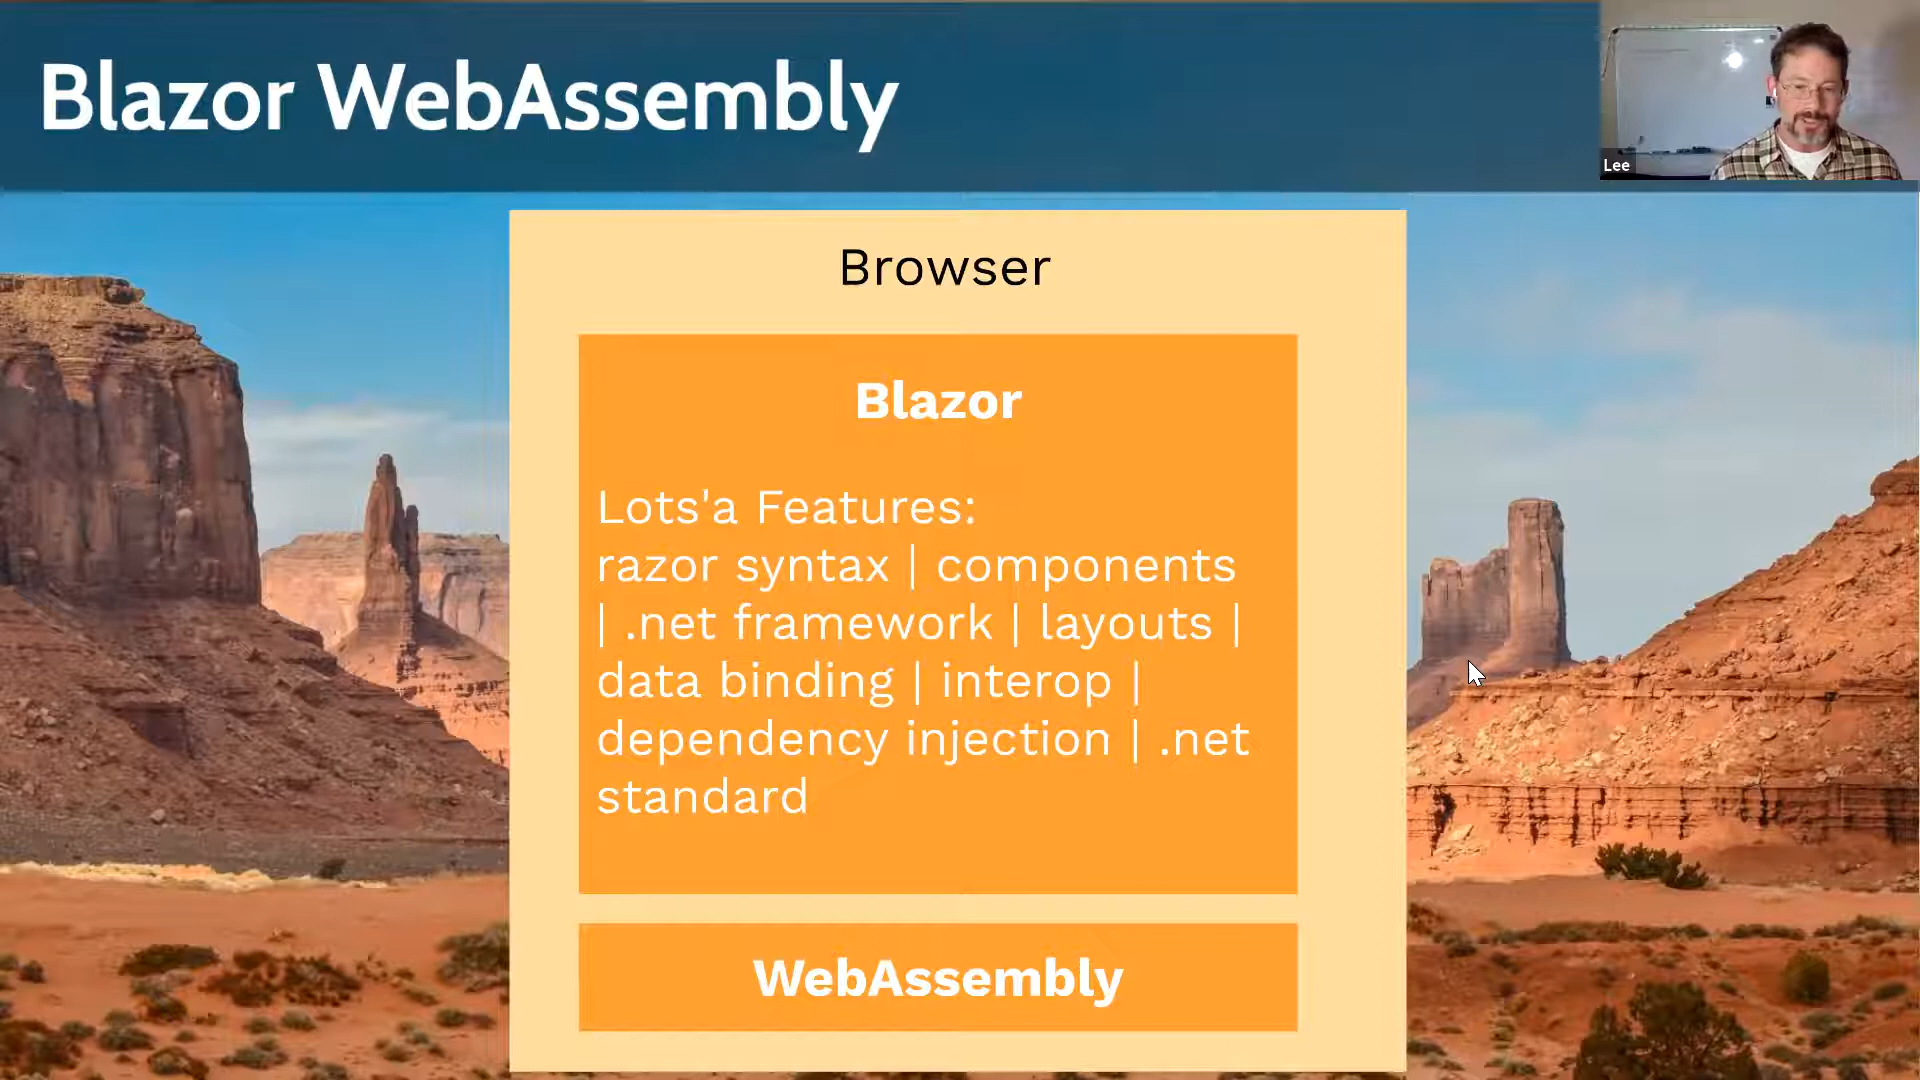 Blazor WebAssembly
Lee
Browser
Blazor
Lots'a Features:
razor syntax | components
| .net framework | layouts |
data binding | interop |
dependency injection | .net
standard
WebAssembly